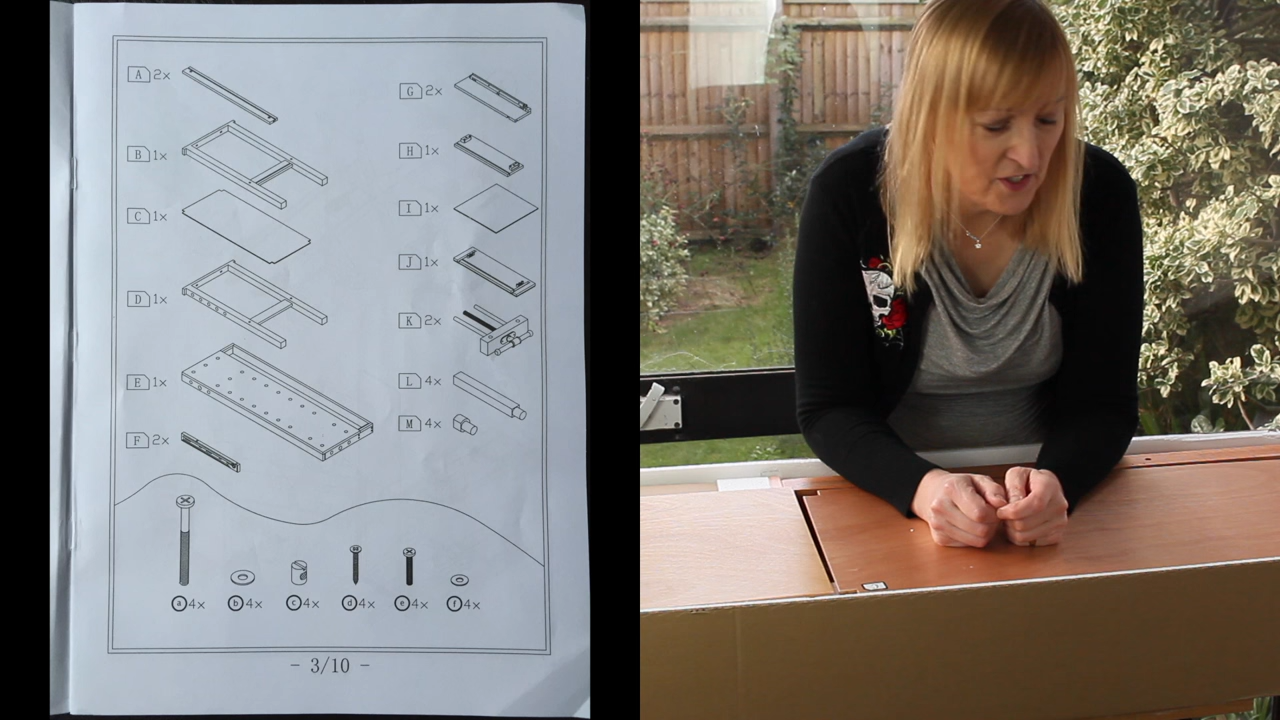 A 2×
B 1×
C 1×
D 1×
E 1×
F 2×
G 2×
H 1×
I 1×
J 1×
K 2×
L 4×
M 4×
a 4×
b 4×
c 4×
d 4×
e 4×
f 4×
- 3/10 -